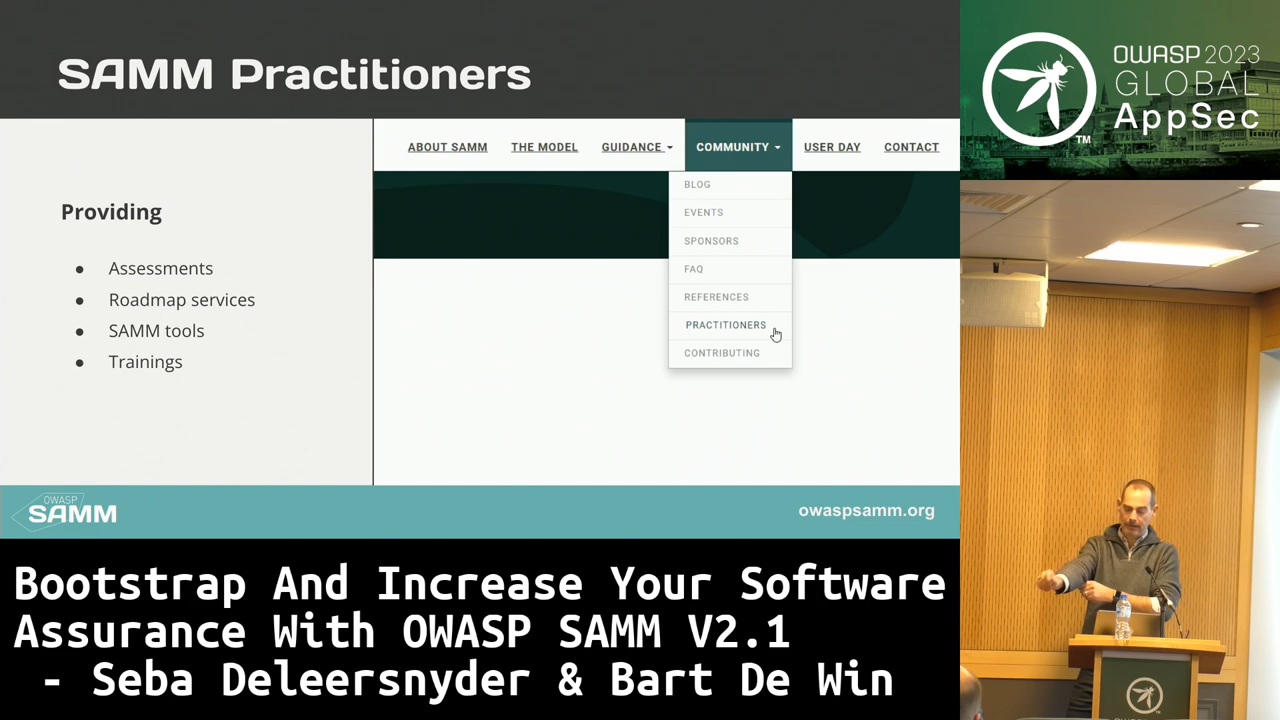 SAMM Practitioners
Providing
● Assessments
● Roadmap services
● SAMM tools
● Trainings
ABOUT SAMM THE MODEL GUIDANCE COMMUNITY USER DAY CONTACT
BLOG
EVENTS
SPONSORS
FAQ
REFERENCES
PRACTITIONERS
CONTRIBUTING
OWASP
SAMM
owaspsamm.org
OWASP 2023
GLOBAL
AppSec
TM
Bootstrap And Increase Your Software
Assurance With OWASP SAMM V2.1
- Seba Deleersnyder & Bart De Win